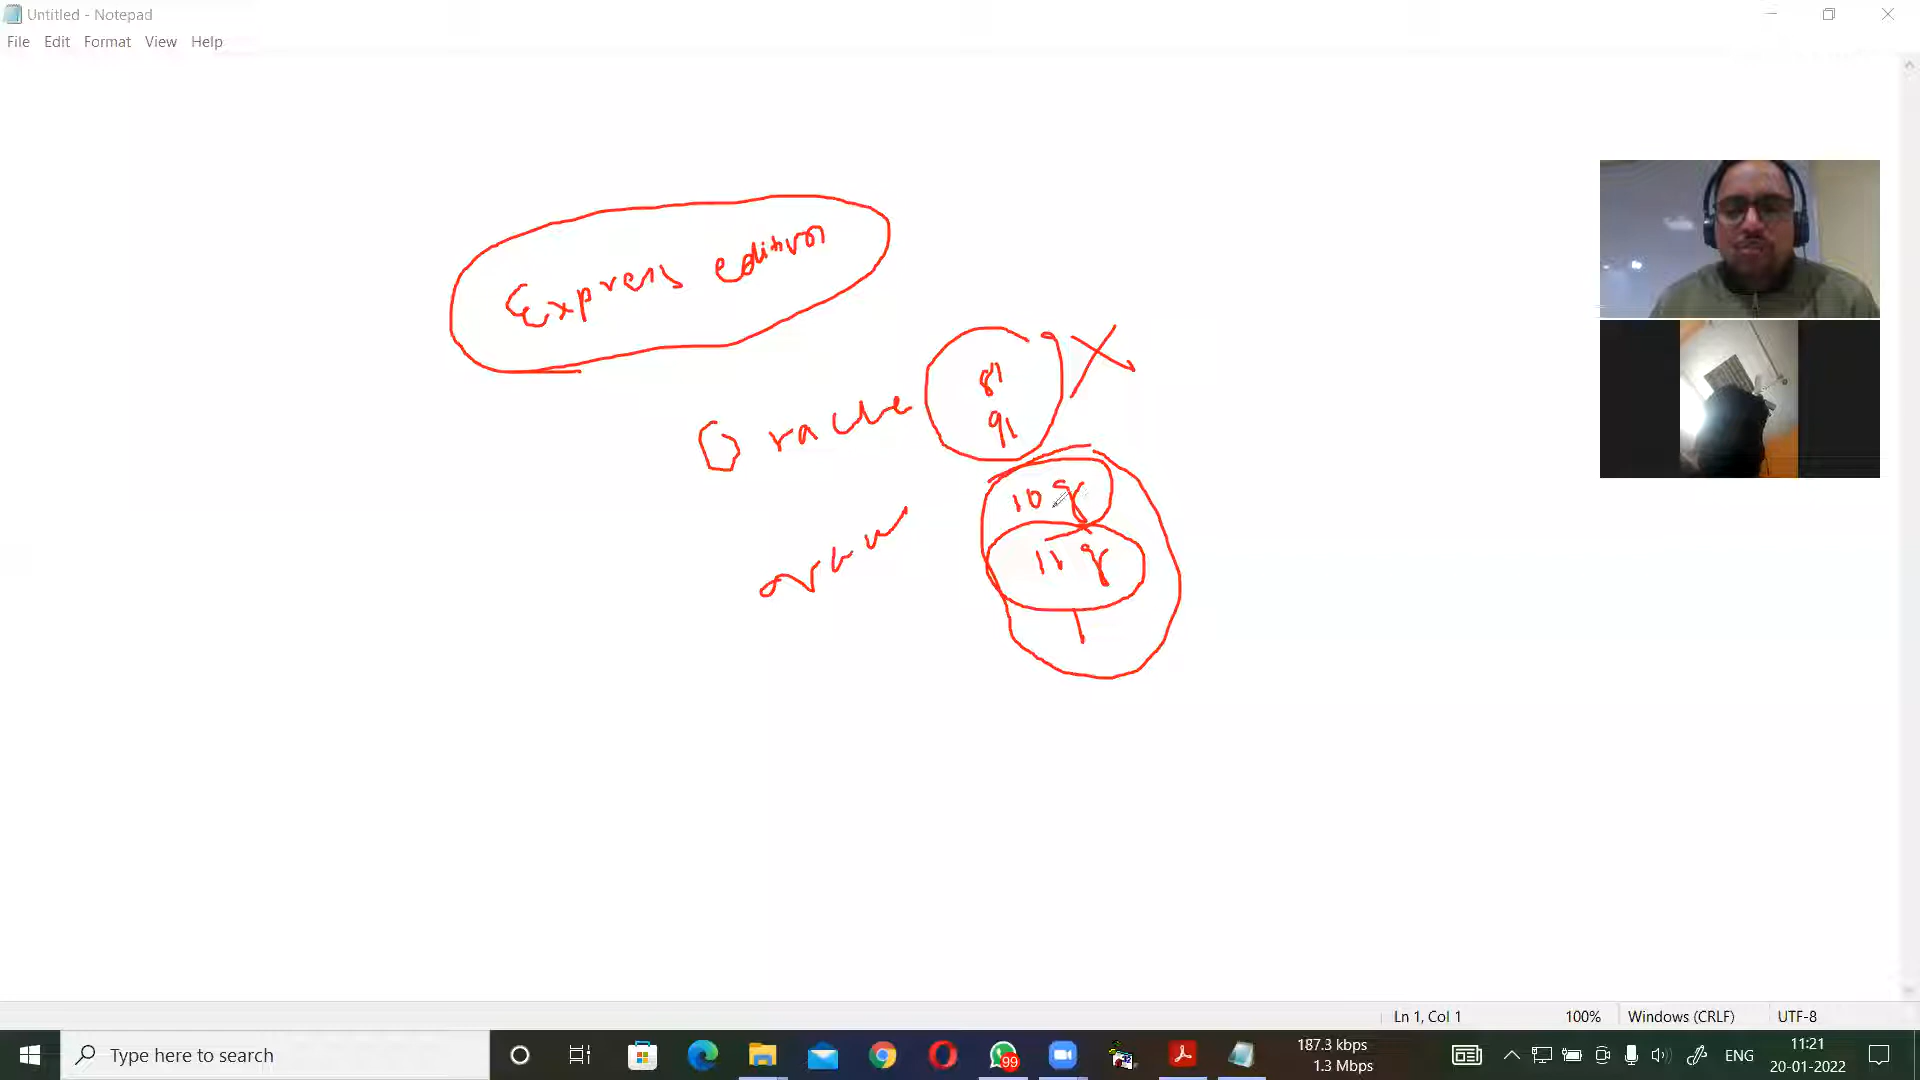 Untitled - Notepad
File Edit Format View Help
Express edition
8i
Oracle
9i
10g
11g
Ln 1, Col 1 100% Windows (CRLF) UTF-8
Type here to search
99
32
187.3 kbps
1.3 Mbps
ENG
11:21
20-01-2022